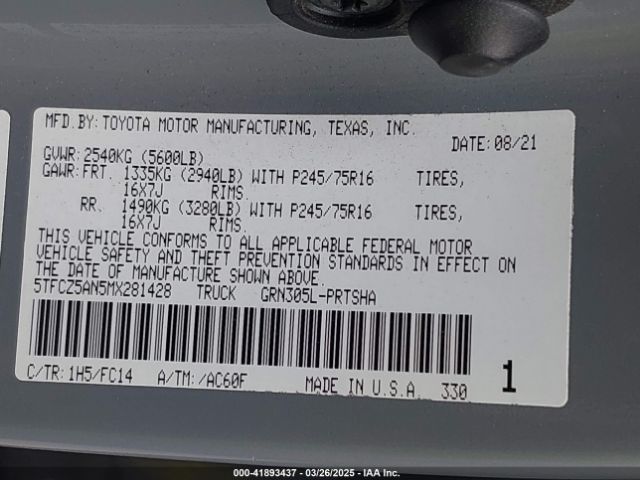 MFD.BY: TOYOTA MOTOR MANUFACTURING, TEXAS, INC. DATE: 08/21
GVWR: 2540KG (5600LB)
GAWR: FRT. 1335KG (2940LB) WITH P245/75R16 TIRES,
16X7J RIMS.
RR. 1490KG (3280LB) WITH P245/75R16 TIRES,
16X7J RIMS.
THIS VEHICLE CONFORMS TO ALL APPLICABLE FEDERAL MOTOR
VEHICLE SAFETY AND THEFT PREVENTION STANDARDS IN EFFECT ON
THE DATE OF MANUFACTURE SHOWN ABOVE.
5TFCZ5AN5MX281428 TRUCK GRN305L-PRTSHA
C/TR: 1H5/FC14 A/TM: /AC60F MADE IN U.S.A. 330 1
000-41893437 - 03/26/2025 - IAAI.COM